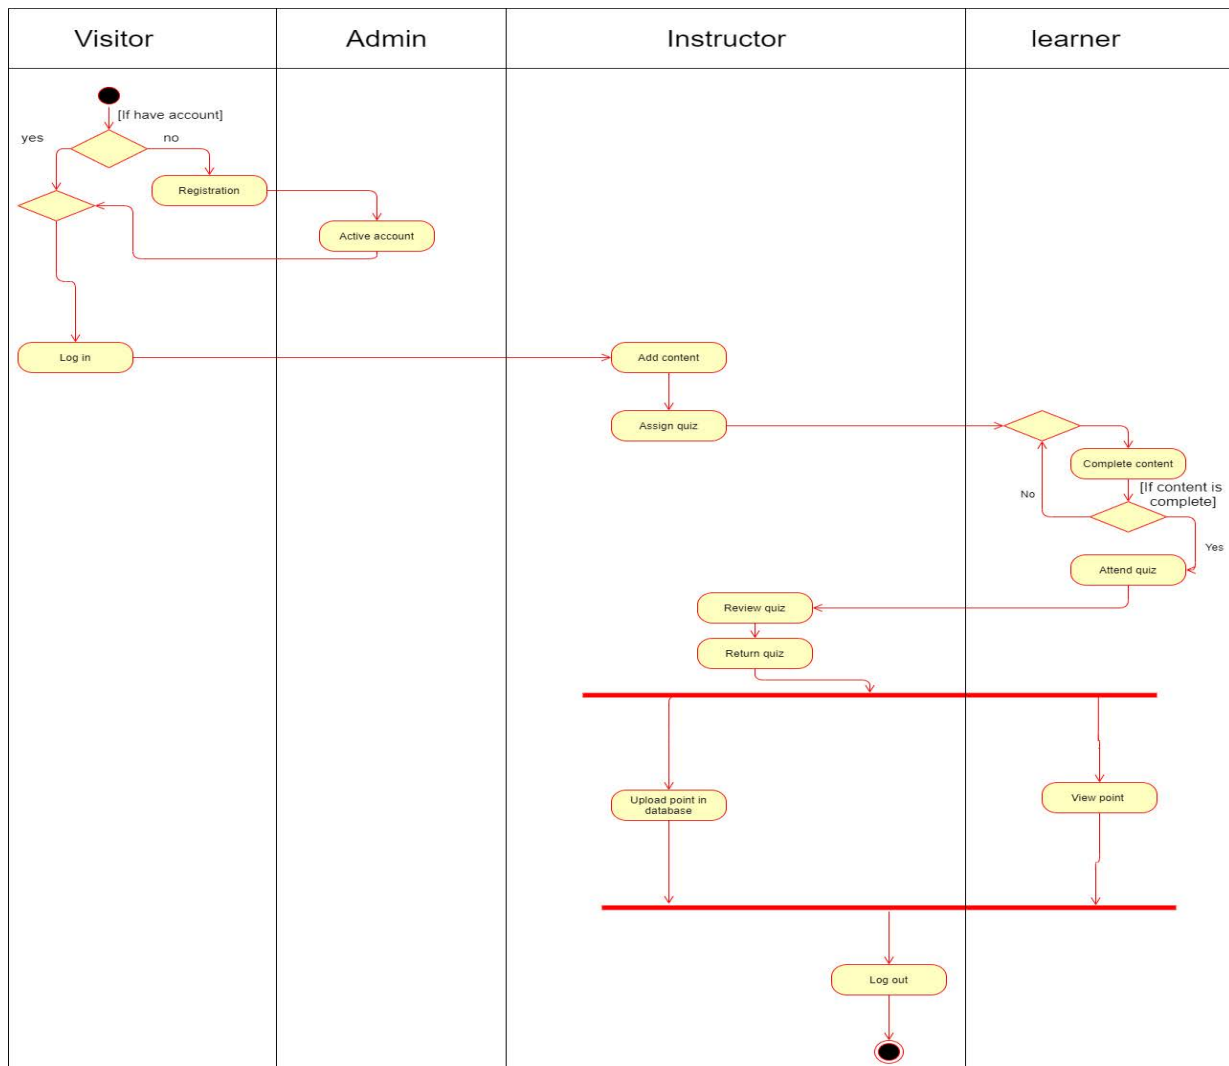 Visitor
Admin
Instructor
learner
[If have account]
yes
no
Registration
Active account
Log in
Add content
Assign quiz
Complete content
[If content is
complete]
No
Yes
Attend quiz
Review quiz
Return quiz
Upload point in
database
View point
Log out